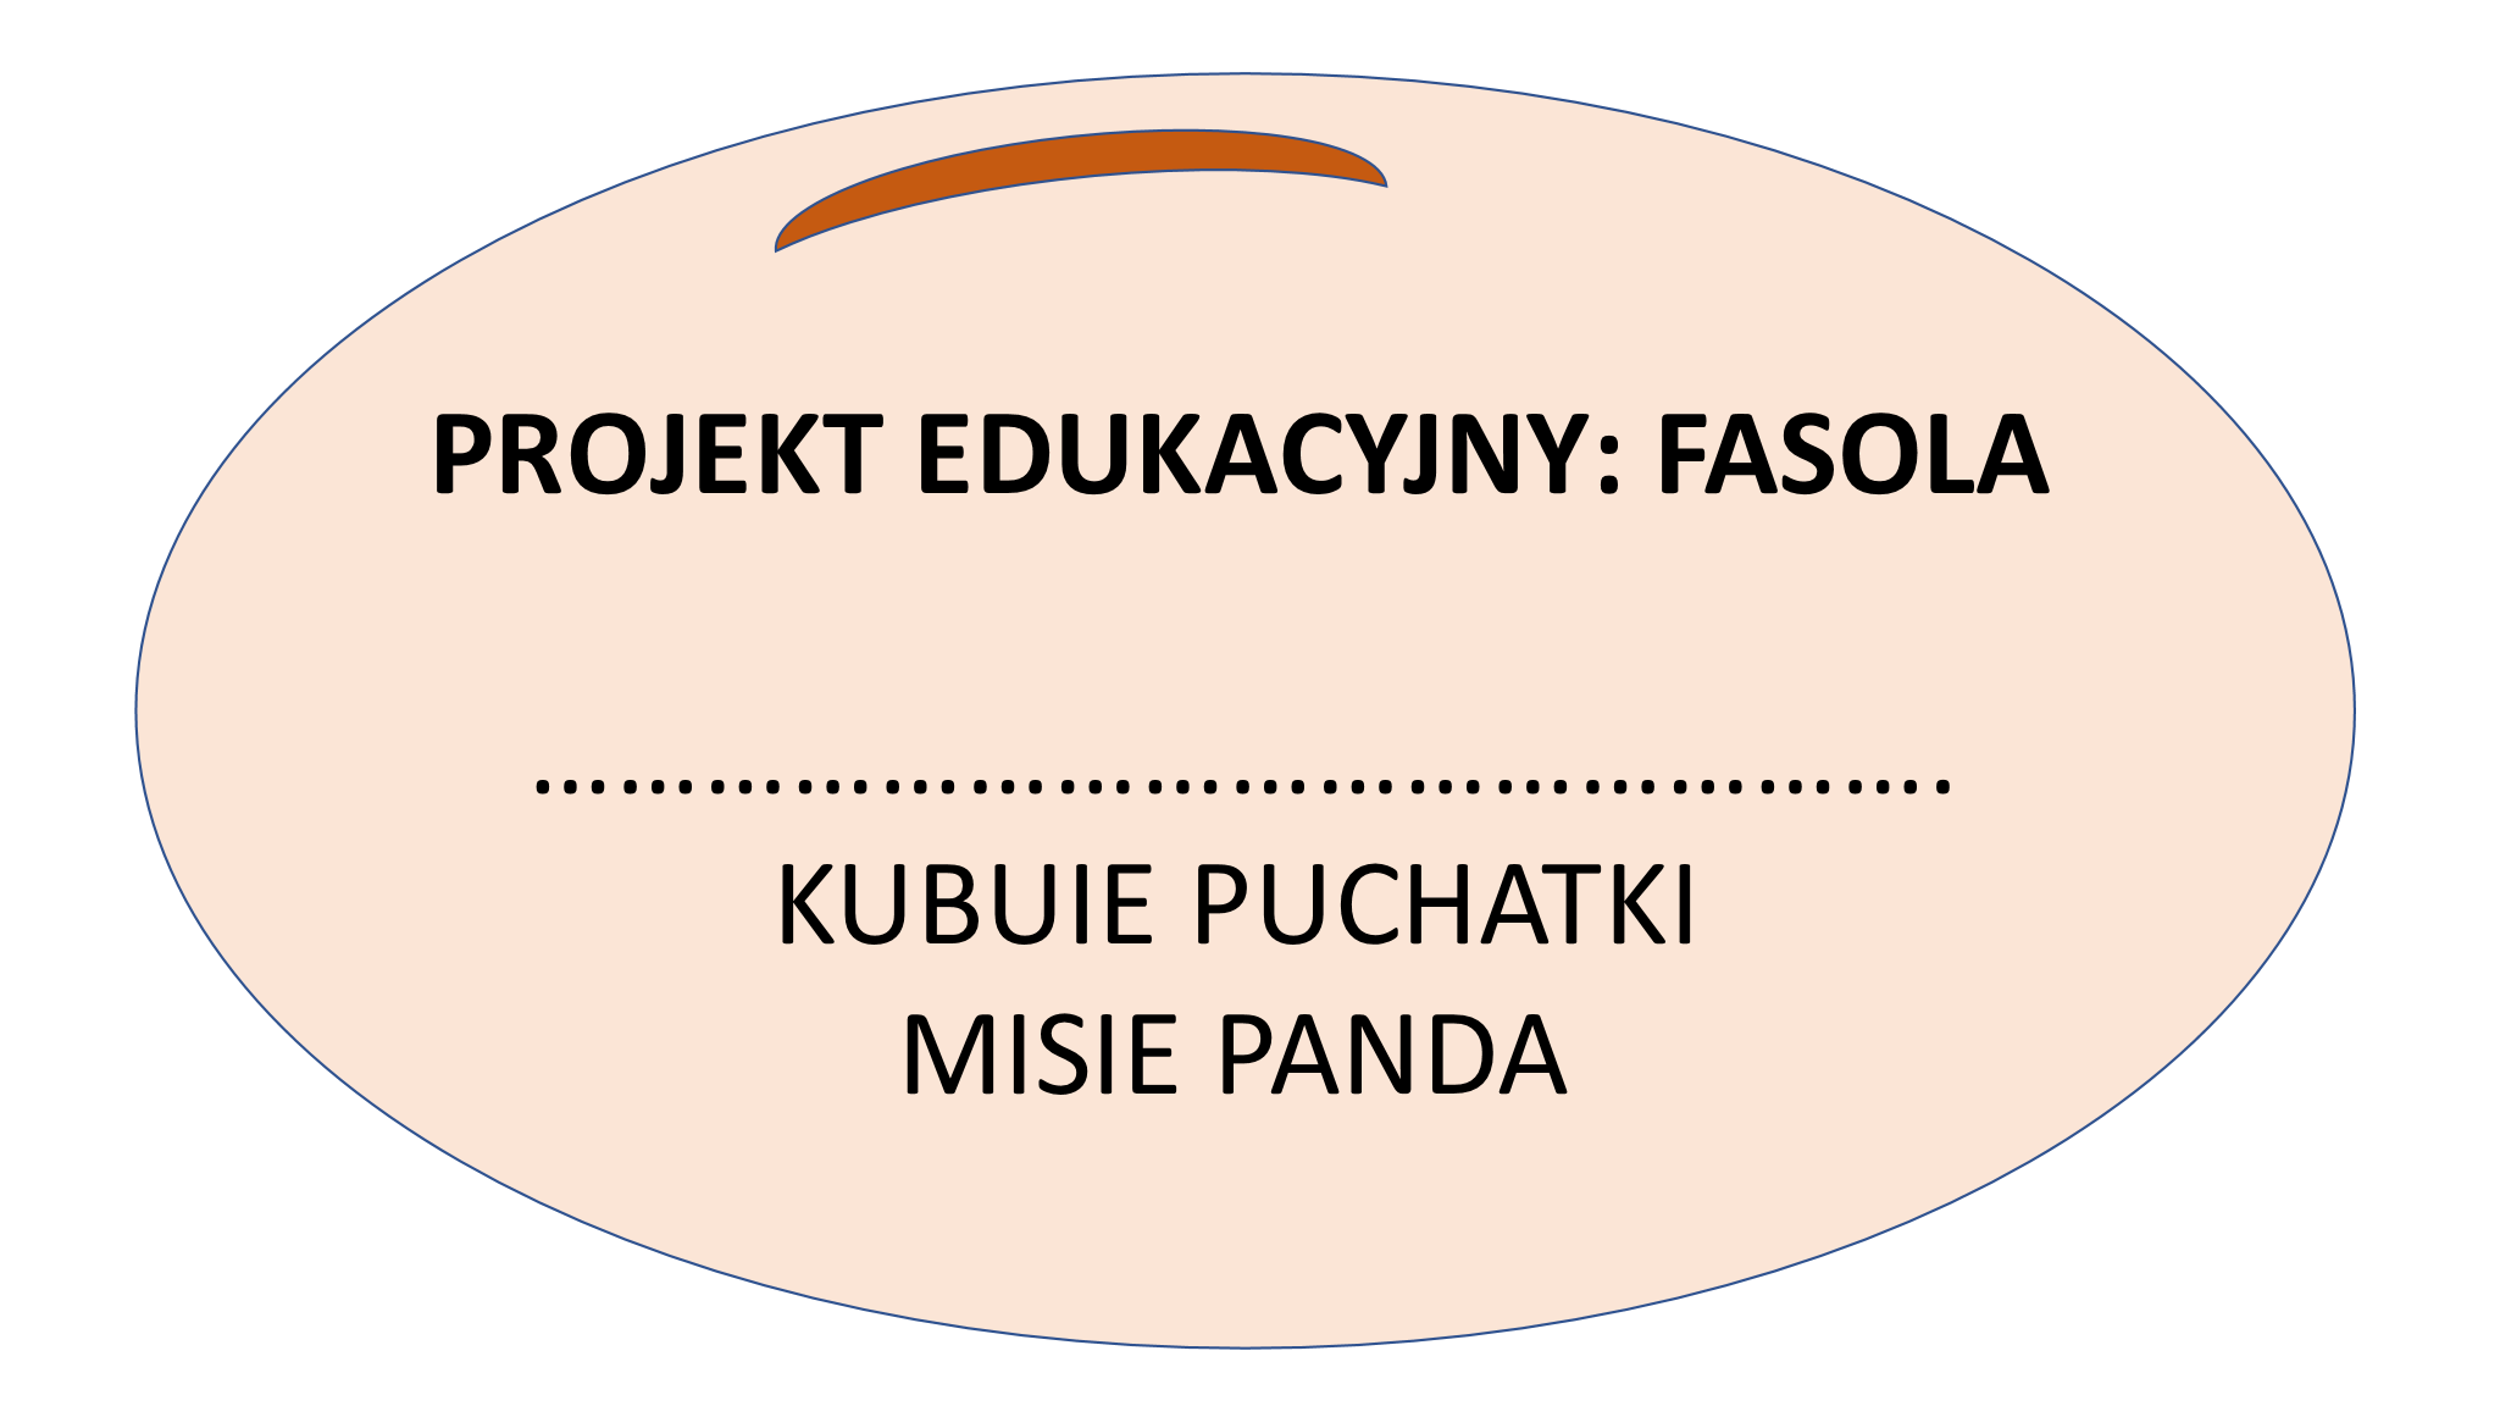 PROJEKT EDUKACYJNY: FASOLA
.................................................
KUBUIE PUCHATKI
MISIE PANDA